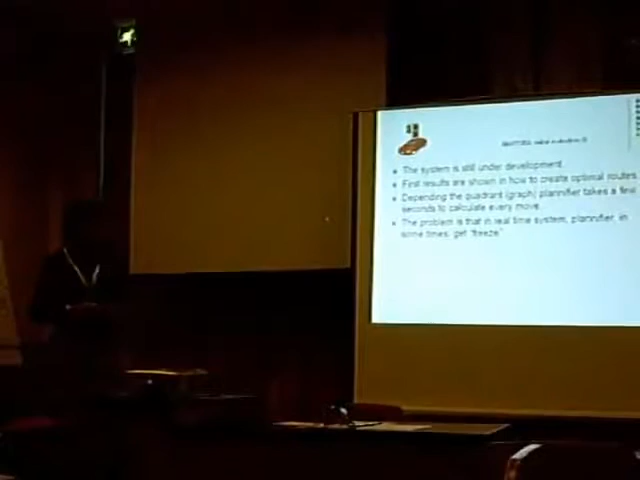 The system is still under development.
First results are shown in how to create optimal routes.
Depending the quadrant (graph) plannifier takes a few
seconds to calculate every move.
The problem is that in real time system, plannifier, in
some times, get "freeze"